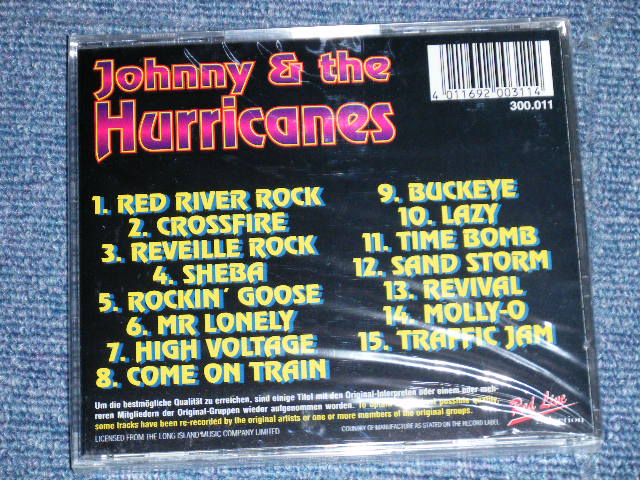 Johnny & the
Hurricanes
4 011692 003114
300.011
1. RED RIVER ROCK
2. CROSSFIRE
3. REVEILLE ROCK
4. SHEBA
5. ROCKIN´ GOOSE
6. MR LONELY
7. HIGH VOLTAGE
8. COME ON TRAIN
9. BUCKEYE
10. LAZY
11. TIME BOMB
12. SAND STORM
13. REVIVAL
14. MOLLY-O
15. TRAFFIC JAM
Um die bestmögliche Qualität zu erreichen, sind einige Titel mit den Original-Interpreten oder einem oder meh-
reren Mitgliedern der Original-Gruppen wieder aufgenommen worden. To possible quality,
some tracks have been re-recorded by the original artists or one or more members of the original groups.
LICENSED FROM THE LONG ISLAND MUSIC COMPANY LIMITED
COUNTRY OF MANUFACTURE AS STATED ON THE RECORD LABEL
Red Line